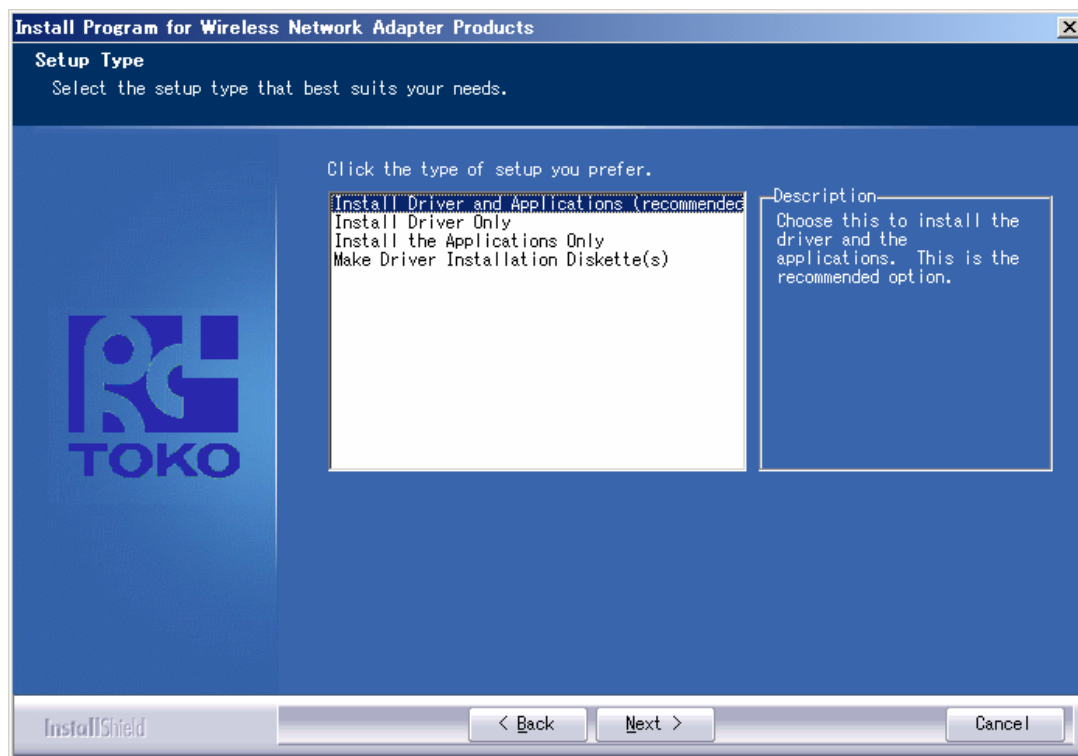 Install Program for Wireless Network Adapter Products
Setup Type
Select the setup type that best suits your needs.
Click the type of setup you prefer.
Install Driver and Applications (recommended
Install Driver Only
Install the Applications Only
Make Driver Installation Diskette(s)
Description
Choose this to install the
driver and the
applications. This is the
recommended option.
TOKO
InstallShield
< Back
Next >
Cancel